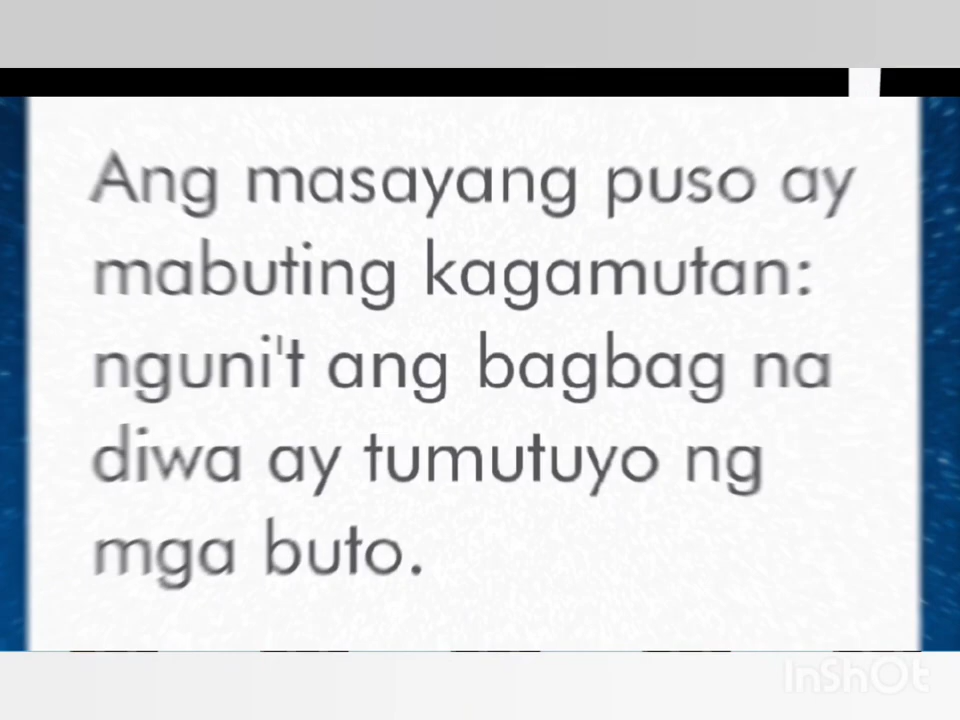 Ang masayang puso ay
mabuting kagamutan:
nguni't ang bagbag na
diwa ay tumutuyo ng
mga buto.
InShOt